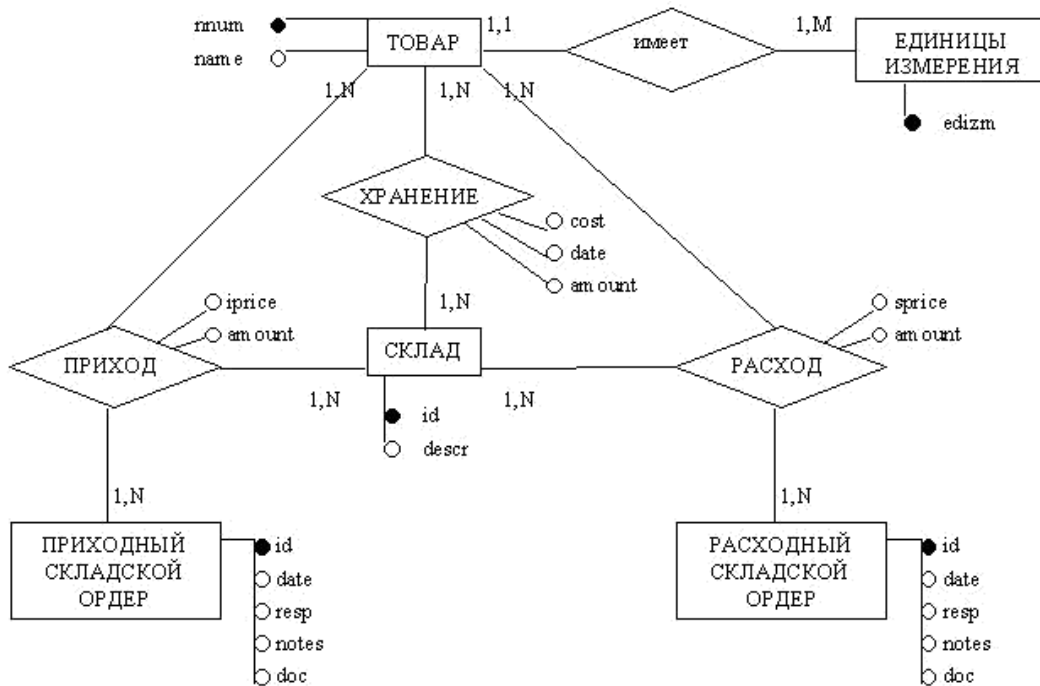 nnum
name
ТОВАР
1,1
имеет
1,M
ЕДИНИЦЫ
ИЗМЕРЕНИЯ
edizm
1,N
1,N
1,N
ХРАНЕНИЕ
cost
date
amount
1,N
iprice
amount
ПРИХОД
СКЛАД
sprice
amount
РАСХОД
1,N
1,N
id
descr
1,N
1,N
ПРИХОДНЫЙ
СКЛАДСКОЙ
ОРДЕР
id
date
resp
notes
doc
РАСХОДНЫЙ
СКЛАДСКОЙ
ОРДЕР
id
date
resp
notes
doc